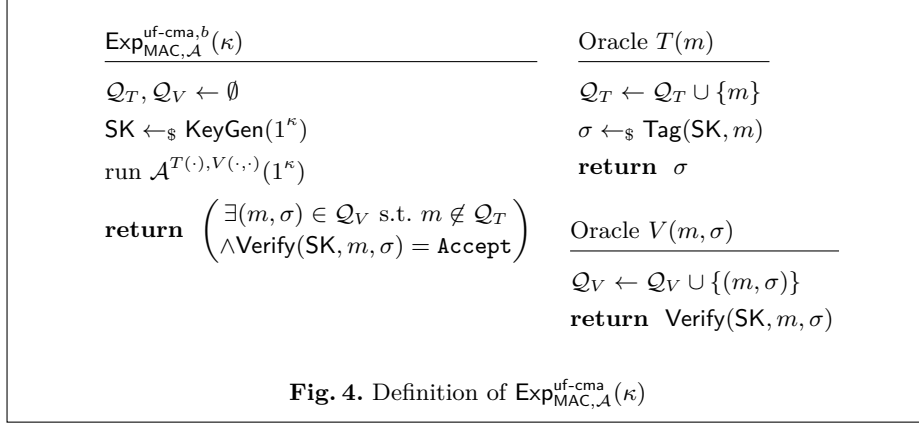 Exp^{uf-cma,b}_{MAC,𝒜}(κ)
𝒬_T, 𝒬_V ← ∅
SK ←$ KeyGen(1^κ)
run 𝒜^{T(·),V(·,·)}(1^κ)
return (∃(m, σ) ∈ 𝒬_V s.t. m ∉ 𝒬_T
∧Verify(SK, m, σ) = Accept)
Oracle T(m)
𝒬_T ← 𝒬_T ∪ {m}
σ ←$ Tag(SK, m)
return σ
Oracle V(m, σ)
𝒬_V ← 𝒬_V ∪ {(m, σ)}
return Verify(SK, m, σ)
Fig. 4. Definition of Exp^{uf-cma}_{MAC,𝒜}(κ)